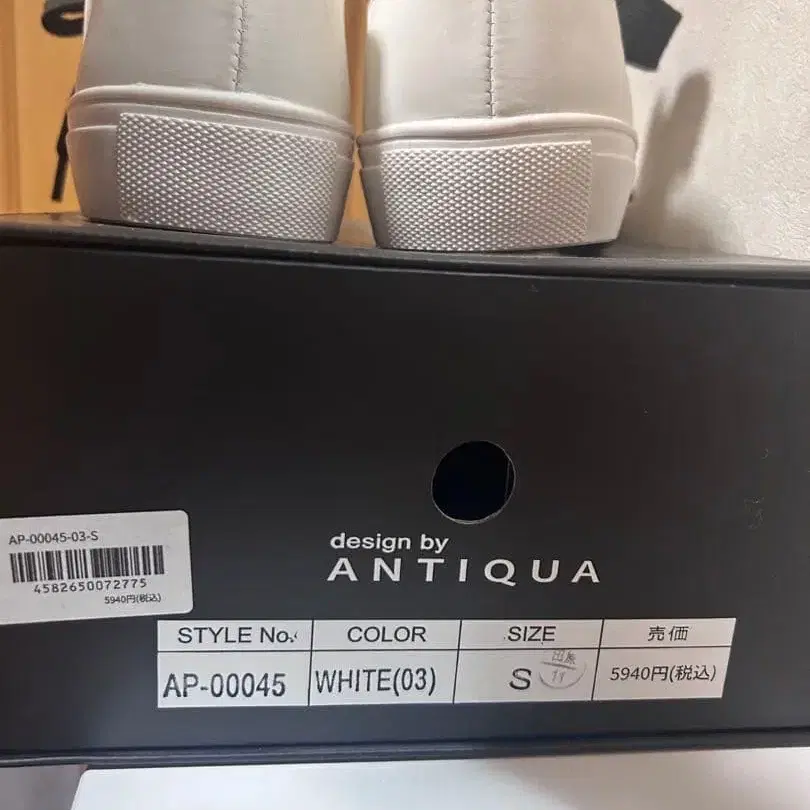 design by
ANTIQUA
AP-00045-03-S
4582650072775
5940円(税込)
STYLE No. COLOR SIZE 売価
AP-00045 WHITE(03) S 5940円(税込)
11